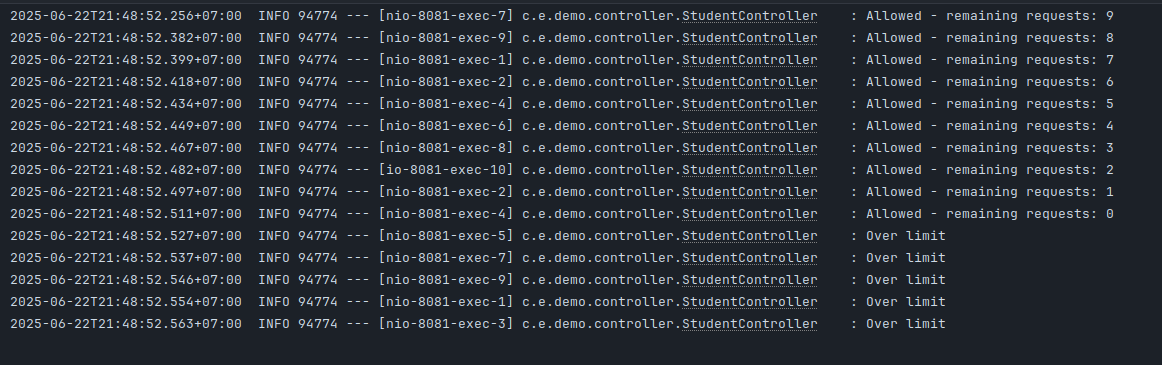 2025-06-22T21:48:52.256+07:00  INFO 94774 --- [nio-8081-exec-7] c.e.demo.controller.StudentController    : Allowed - remaining requests: 9
2025-06-22T21:48:52.382+07:00  INFO 94774 --- [nio-8081-exec-9] c.e.demo.controller.StudentController    : Allowed - remaining requests: 8
2025-06-22T21:48:52.399+07:00  INFO 94774 --- [nio-8081-exec-1] c.e.demo.controller.StudentController    : Allowed - remaining requests: 7
2025-06-22T21:48:52.418+07:00  INFO 94774 --- [nio-8081-exec-2] c.e.demo.controller.StudentController    : Allowed - remaining requests: 6
2025-06-22T21:48:52.434+07:00  INFO 94774 --- [nio-8081-exec-4] c.e.demo.controller.StudentController    : Allowed - remaining requests: 5
2025-06-22T21:48:52.449+07:00  INFO 94774 --- [nio-8081-exec-6] c.e.demo.controller.StudentController    : Allowed - remaining requests: 4
2025-06-22T21:48:52.467+07:00  INFO 94774 --- [nio-8081-exec-8] c.e.demo.controller.StudentController    : Allowed - remaining requests: 3
2025-06-22T21:48:52.482+07:00  INFO 94774 --- [io-8081-exec-10] c.e.demo.controller.StudentController    : Allowed - remaining requests: 2
2025-06-22T21:48:52.497+07:00  INFO 94774 --- [nio-8081-exec-2] c.e.demo.controller.StudentController    : Allowed - remaining requests: 1
2025-06-22T21:48:52.511+07:00  INFO 94774 --- [nio-8081-exec-4] c.e.demo.controller.StudentController    : Allowed - remaining requests: 0
2025-06-22T21:48:52.527+07:00  INFO 94774 --- [nio-8081-exec-5] c.e.demo.controller.StudentController    : Over limit
2025-06-22T21:48:52.537+07:00  INFO 94774 --- [nio-8081-exec-7] c.e.demo.controller.StudentController    : Over limit
2025-06-22T21:48:52.546+07:00  INFO 94774 --- [nio-8081-exec-9] c.e.demo.controller.StudentController    : Over limit
2025-06-22T21:48:52.554+07:00  INFO 94774 --- [nio-8081-exec-1] c.e.demo.controller.StudentController    : Over limit
2025-06-22T21:48:52.563+07:00  INFO 94774 --- [nio-8081-exec-3] c.e.demo.controller.StudentController    : Over limit